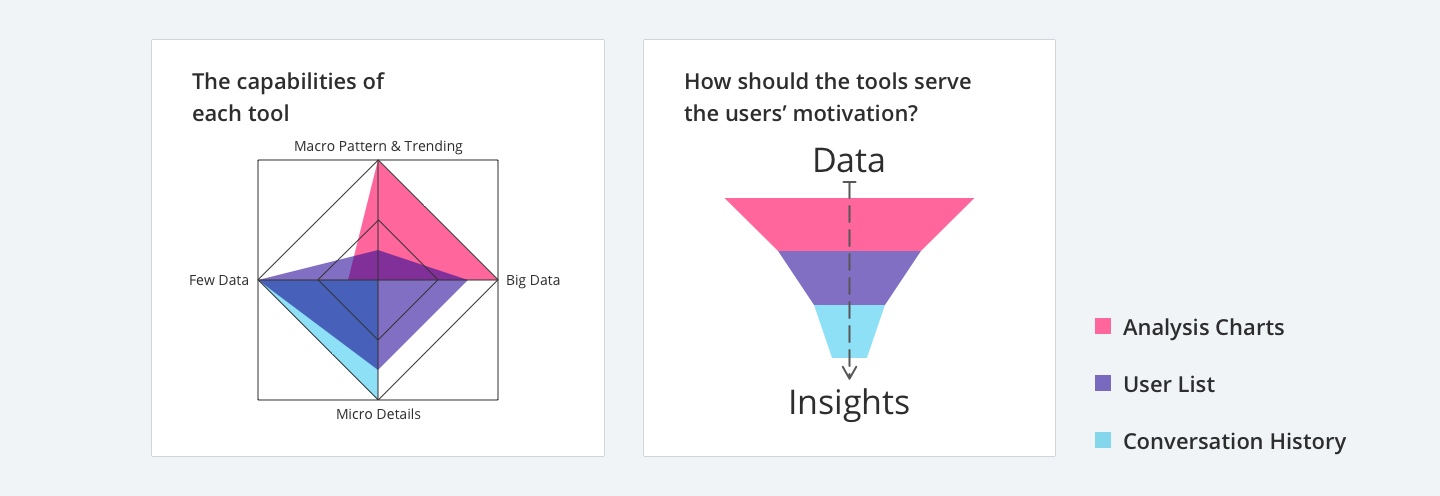 The capabilities of
each tool
Macro Pattern & Trending
Few Data
Big Data
Micro Details
How should the tools serve
the users’ motivation?
Data
Insights
Analysis Charts
User List
Conversation History